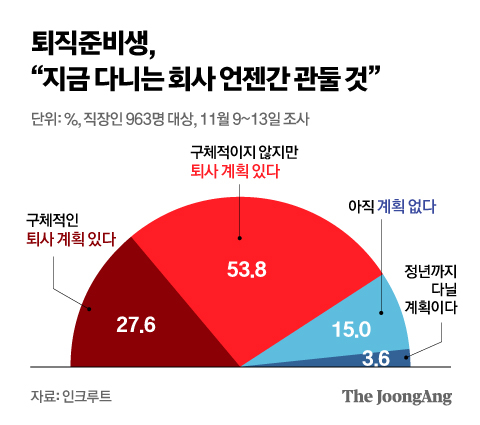 퇴직준비생,
“지금 다니는 회사 언젠간 관둘 것”
단위: %, 직장인 963명 대상, 11월 9~13일 조사
구체적이지 않지만
퇴사 계획 있다
구체적인
퇴사 계획 있다
아직 계획 없다
정년까지
다닐
계획이다
53.8
27.6
15.0
3.6
자료: 인크루트
The JoongAng